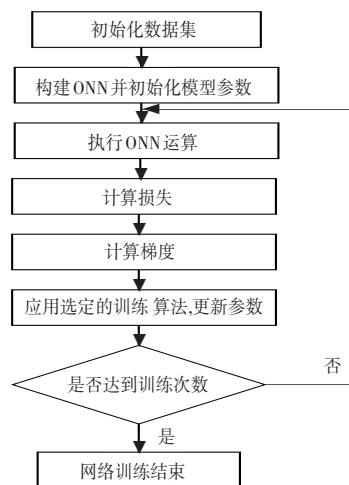 初始化数据集
构建ONN并初始化模型参数
执行ONN运算
计算损失
计算梯度
应用选定的训练 算法,更新参数
是否达到训练次数
否
是
网络训练结束